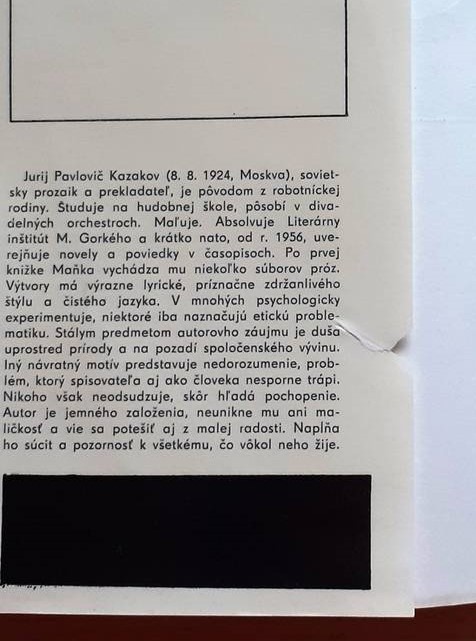 Jurij Pavlovič Kazakov (8. 8. 1924, Moskva), soviet-
sky prozaik a prekladateľ, je pôvodom z robotníckej
rodiny. Študuje na hudobnej škole, pôsobí v diva-
delných orchestroch. Maľuje. Absolvuje Literárny
inštitút M. Gorkého a krátko nato, od r. 1956, uve-
rejňuje novely a poviedky v časopisoch. Po prvej
knižke Maňka vychádza mu niekoľko súborov próz.
Výtvory má výrazne lyrické, príznačne zdržanlivého
štýlu a čistého jazyka. V mnohých psychologicky
experimentuje, niektoré iba naznačujú etickú proble-
matiku. Stálym predmetom autorovho záujmu je duša
uprostred prírody a na pozadí spoločenského vývinu.
Iný návratný motív predstavuje nedorozumenie, prob-
lém, ktorý spisovateľa aj ako človeka nesporne trápi.
Nikoho však neodsudzuje, skôr hľadá pochopenie.
Autor je jemného založenia, neunikne mu ani ma-
ličkosť a vie sa potešiť aj z malej radosti. Napĺňa
ho súcit a pozornosť k všetkému, čo vôkol neho žije.